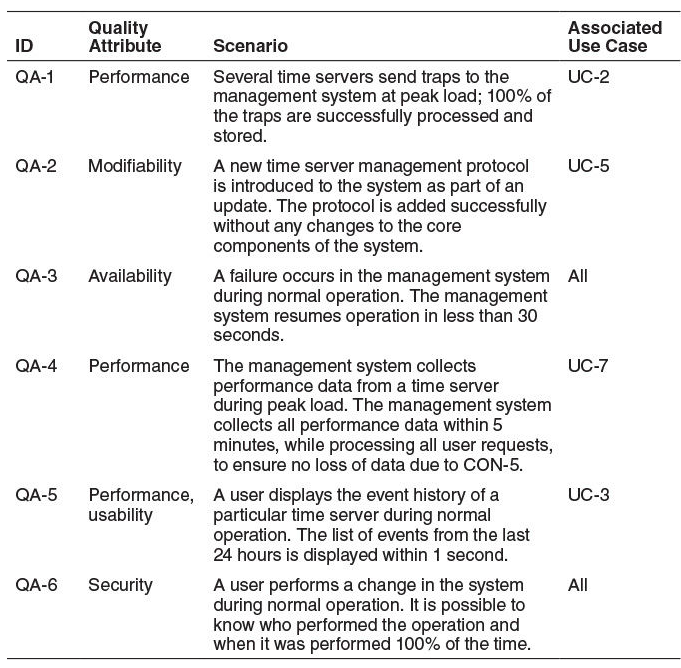 Quality Associated
ID Attribute Scenario Use Case
QA-1 Performance Several time servers send traps to the UC-2
management system at peak load; 100% of
the traps are successfully processed and
stored.
QA-2 Modifiability A new time server management protocol UC-5
is introduced to the system as part of an
update. The protocol is added successfully
without any changes to the core
components of the system.
QA-3 Availability A failure occurs in the management system All
during normal operation. The management
system resumes operation in less than 30
seconds.
QA-4 Performance The management system collects UC-7
performance data from a time server
during peak load. The management system
collects all performance data within 5
minutes, while processing all user requests,
to ensure no loss of data due to CON-5.
QA-5 Performance, A user displays the event history of a UC-3
usability particular time server during normal
operation. The list of events from the last
24 hours is displayed within 1 second.
QA-6 Security A user performs a change in the system All
during normal operation. It is possible to
know who performed the operation and
when it was performed 100% of the time.